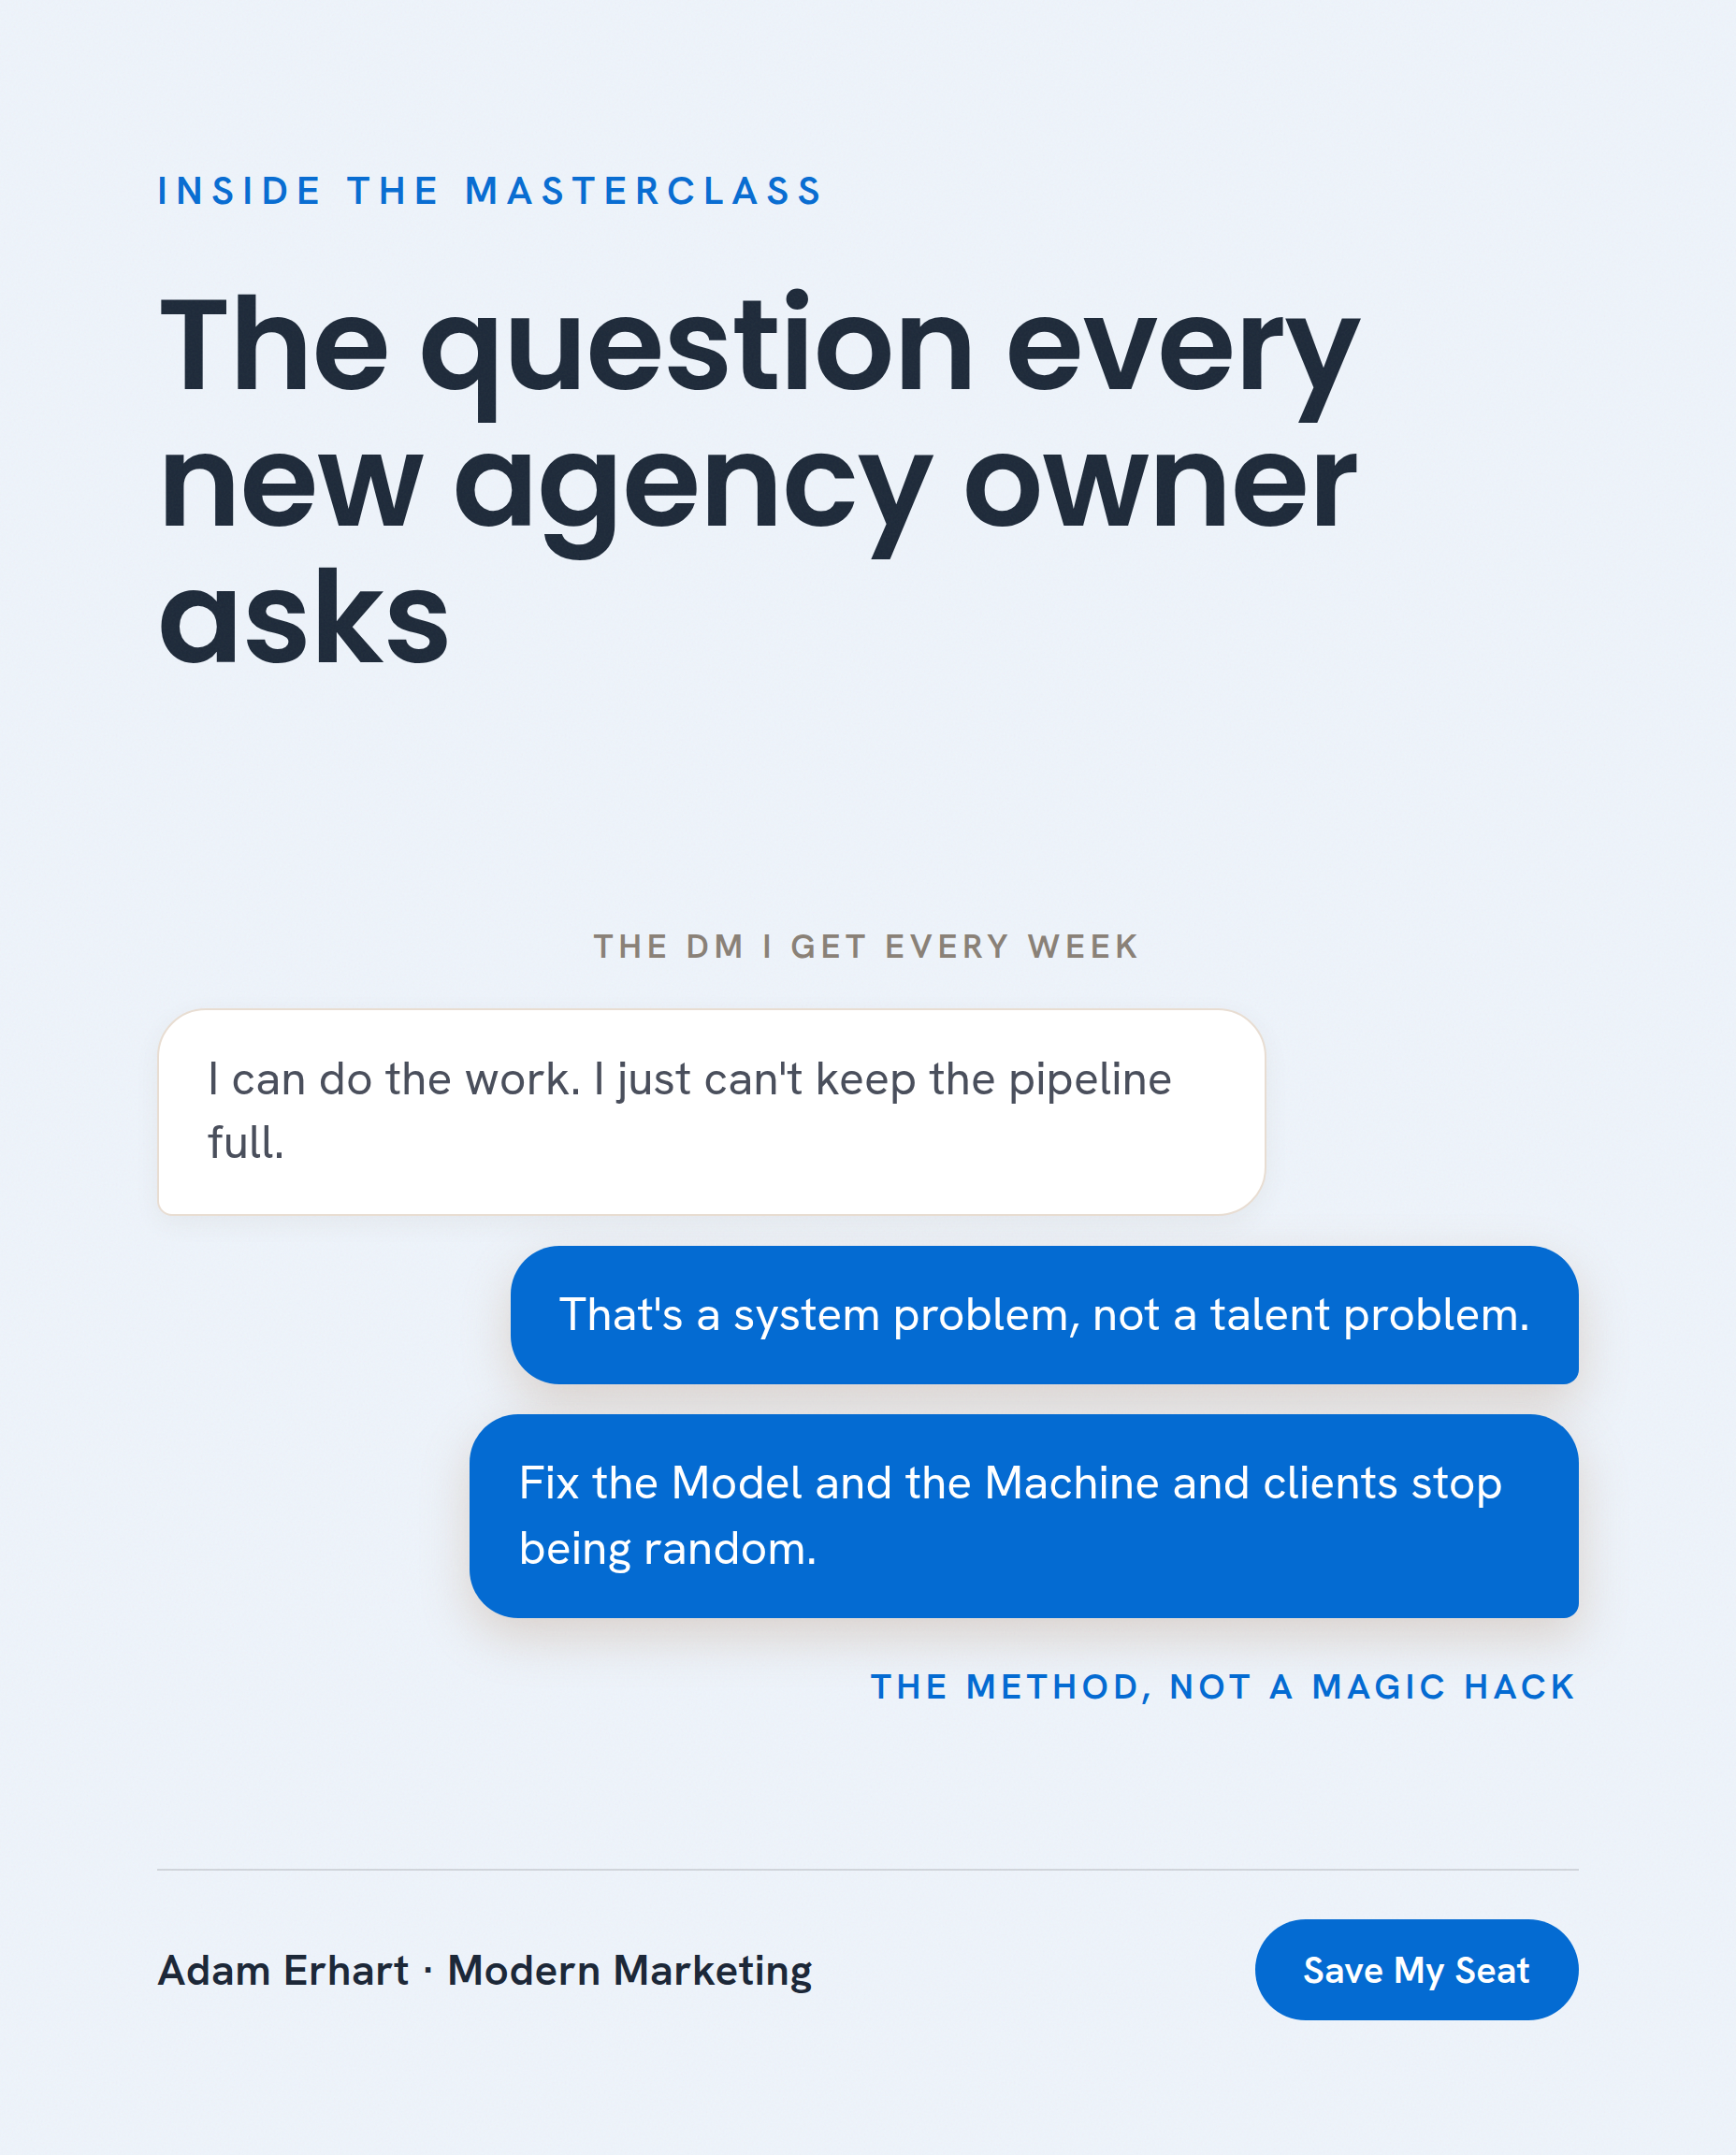 INSIDE THE MASTERCLASS
The question every
new agency owner
asks
THE DM I GET EVERY WEEK
I can do the work. I just can't keep the pipeline
full.
That's a system problem, not a talent problem.
Fix the Model and the Machine and clients stop
being random.
THE METHOD, NOT A MAGIC HACK
Adam Erhart · Modern Marketing
Save My Seat